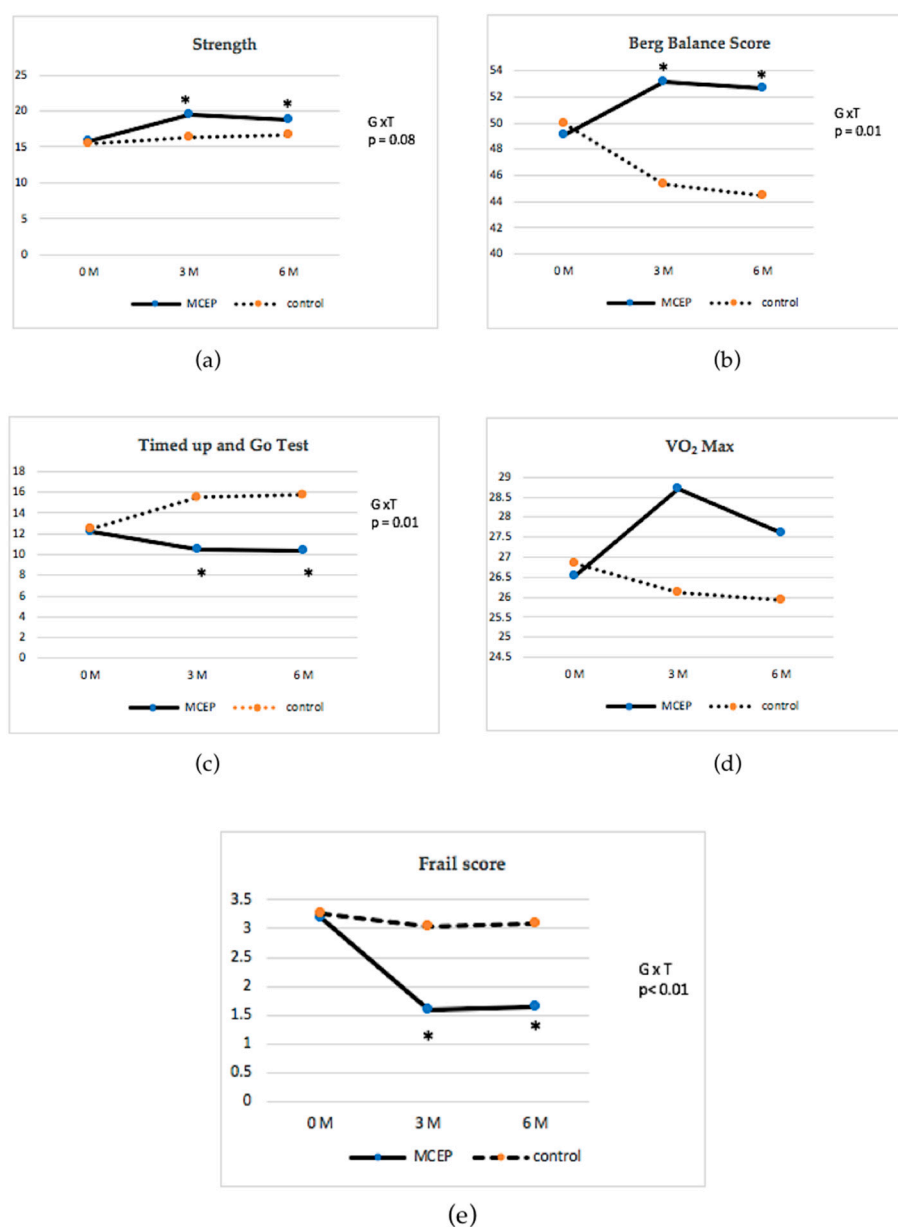 Strength
25
20
15
10
5
0
* *
G xT
p = 0.08
0 M 3 M 6 M
MCEP control
(a)
Berg Balance Score
54
52
50
48
46
44
42
40
* *
G xT
p = 0.01
0 M 3 M 6 M
MCEP control
(b)
Timed up and Go Test
18
16
14
12
10
8
6
4
2
0
* *
G xT
p = 0.01
0 M 3 M 6 M
MCEP control
(c)
VO₂ Max
29
28.5
28
27.5
27
26.5
26
25.5
25
24.5
0 M 3 M 6 M
MCEP control
(d)
Frail score
3.5
3
2.5
2
1.5
1
0.5
0
* *
G x T
p< 0.01
0 M 3 M 6 M
MCEP control
(e)